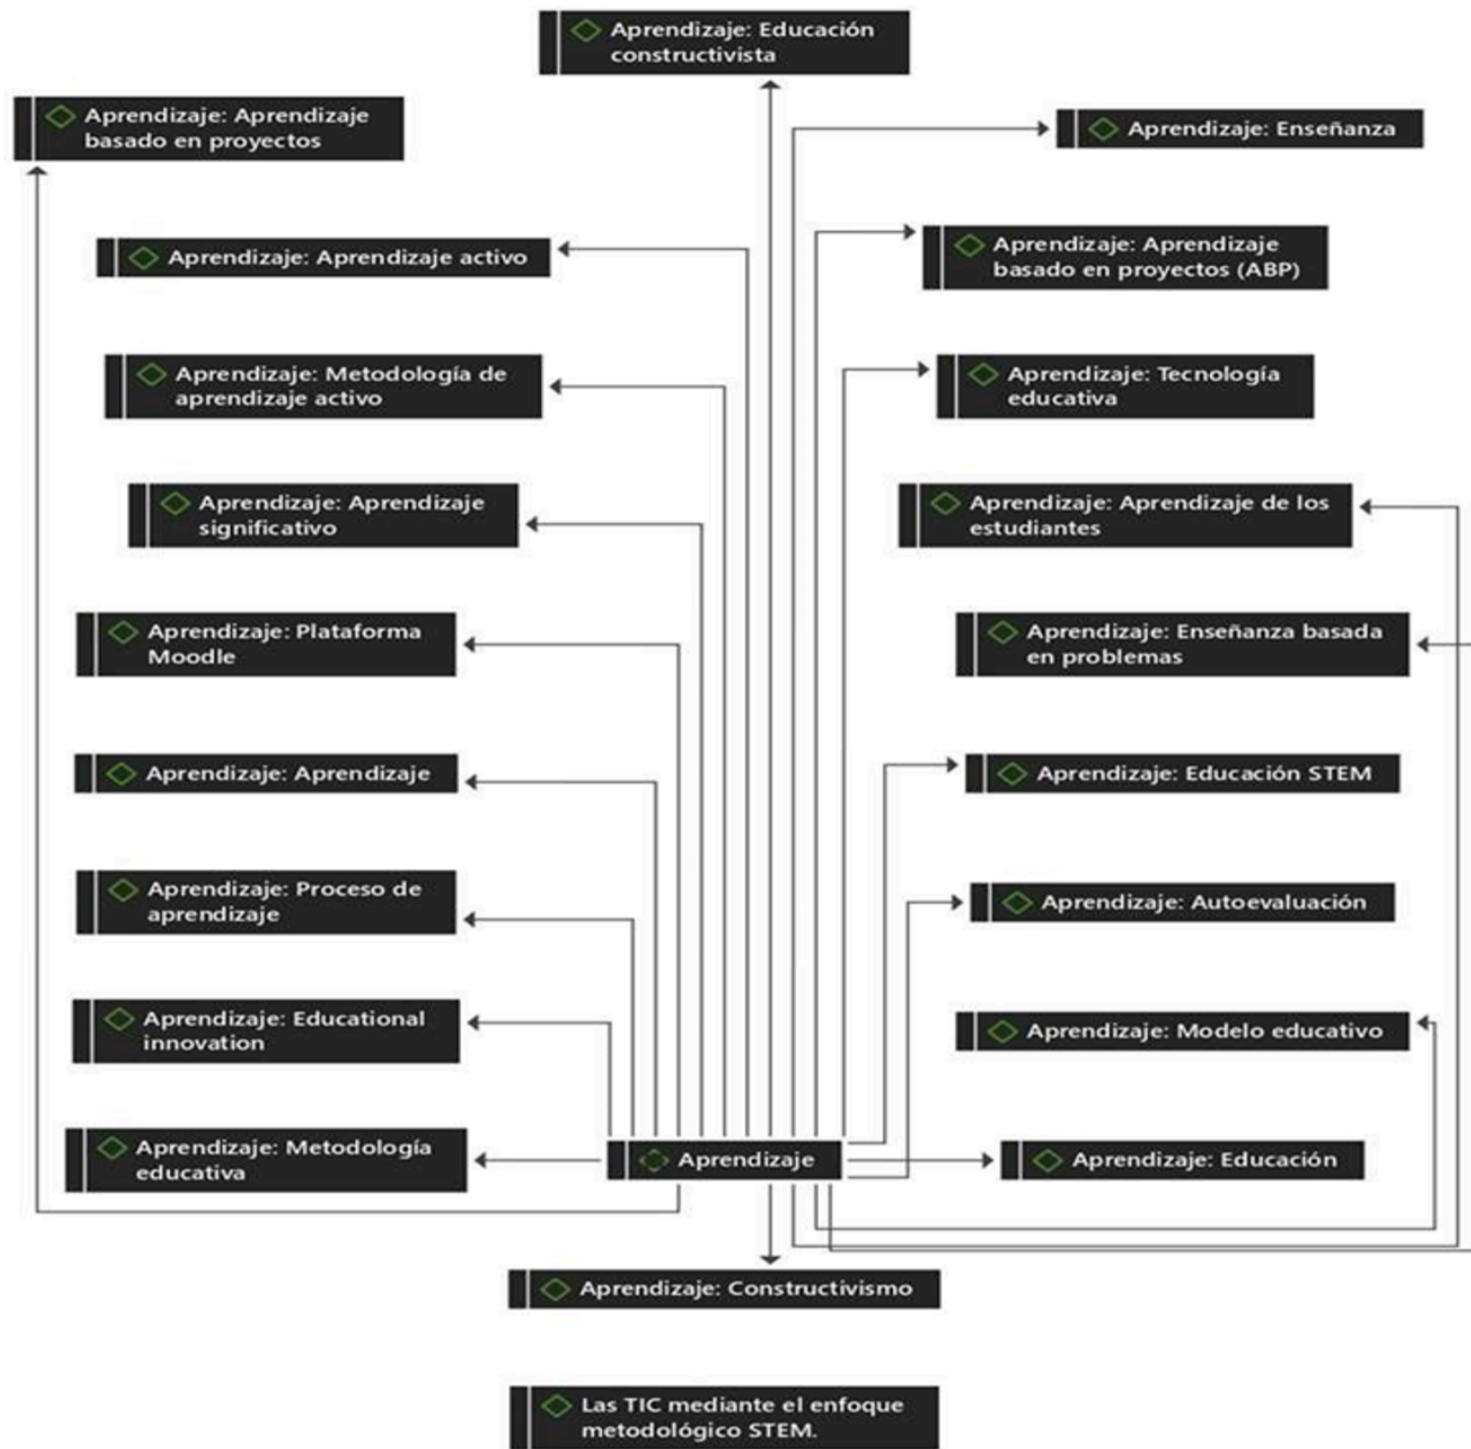 Aprendizaje: Educación
constructivista
Aprendizaje: Aprendizaje
basado en proyectos
Aprendizaje: Enseñanza
Aprendizaje: Aprendizaje activo
Aprendizaje: Aprendizaje
basado en proyectos (ABP)
Aprendizaje: Metodología de
aprendizaje activo
Aprendizaje: Tecnología
educativa
Aprendizaje: Aprendizaje
significativo
Aprendizaje: Aprendizaje de los
estudiantes
Aprendizaje: Plataforma
Moodle
Aprendizaje: Enseñanza basada
en problemas
Aprendizaje: Aprendizaje
Aprendizaje: Educación STEM
Aprendizaje: Proceso de
aprendizaje
Aprendizaje: Autoevaluación
Aprendizaje: Educational
innovation
Aprendizaje: Modelo educativo
Aprendizaje: Metodología
educativa
Aprendizaje
Aprendizaje: Educación
Aprendizaje: Constructivismo
Las TIC mediante el enfoque
metodológico STEM.